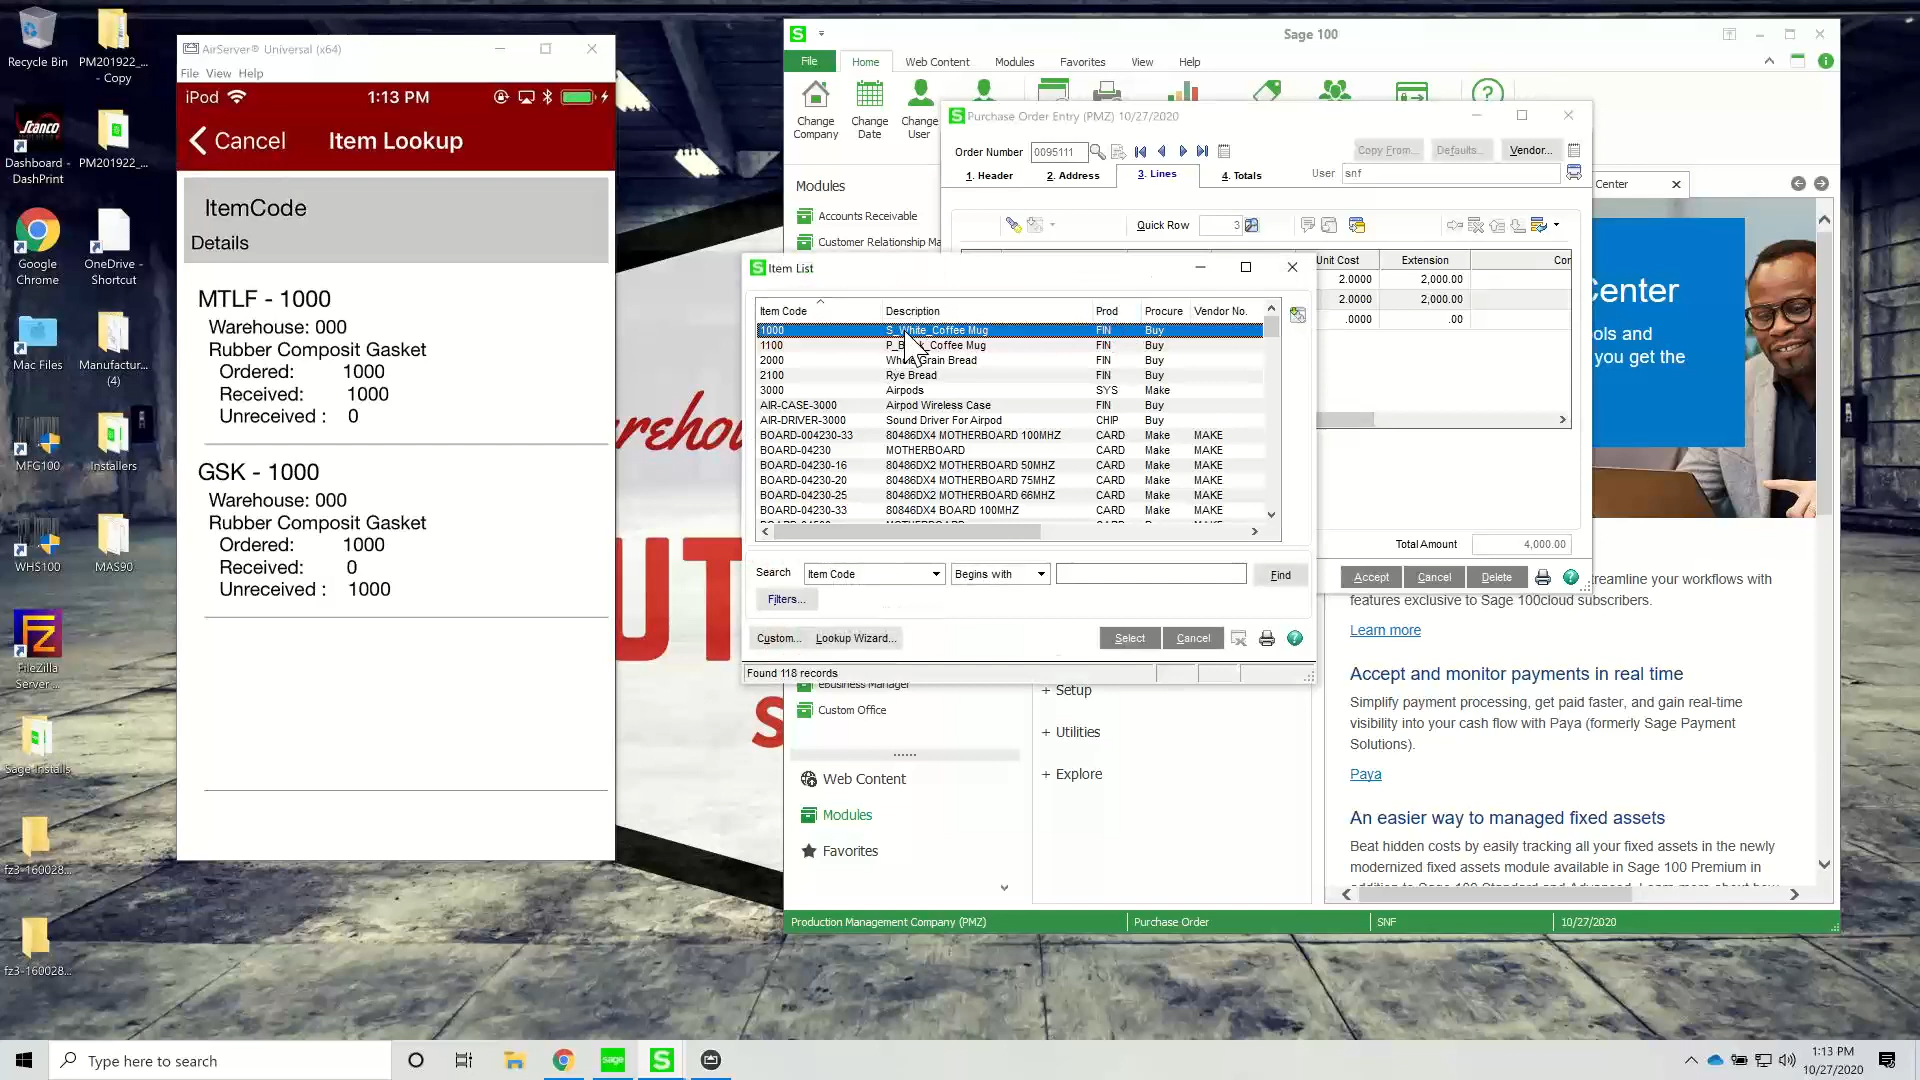 Recycle Bin
PM201922_...
- Copy
Stanco
Dashboard -
DashPrint
PM201922_...
Google
Chrome
OneDrive -
Shortcut
Mac Files
Manufactur...
(4)
MFG100
Installers
WHS100
MAS90
FileZilla
Server ...
Sage Installs
fz3-160028...
fz3-160028...
AirServer® Universal (x64)
File View Help
iPod
1:13 PM
Cancel
Item Lookup
ItemCode
Details
MTLF - 1000
Warehouse: 000
Rubber Composit Gasket
Ordered: 1000
Received: 1000
Unreceived : 0
GSK - 1000
Warehouse: 000
Rubber Composit Gasket
Ordered: 1000
Received: 0
Unreceived : 1000
Sage 100
File Home Web Content Modules Favorites View Help
Change
Company
Change
Date
Change
User
Modules
Accounts Receivable
Customer Relationship Ma
eBusiness Manager
Custom Office
Web Content
Modules
Favorites
+ Setup
+ Utilities
+ Explore
Purchase Order Entry (PMZ) 10/27/2020
Order Number 0095111
Copy From... Defaults... Vendor...
1. Header 2. Address 3. Lines 4. Totals
User snf
Quick Row 3
Unit Cost Extension Cor
2.0000 2,000.00
2.0000 2,000.00
.0000 .00
Total Amount 4,000.00
Accept Cancel Delete
Item List
Item Code Description Prod Procure Vendor No.
1000 S_White_Coffee Mug FIN Buy
1100 P_B k_Coffee Mug FIN Buy
2000 Whole Grain Bread FIN Buy
2100 Rye Bread FIN Buy
3000 Airpods SYS Make
AIR-CASE-3000 Airpod Wireless Case FIN Buy
AIR-DRIVER-3000 Sound Driver For Airpod CHIP Buy
BOARD-004230-33 80486DX4 MOTHERBOARD 100MHZ CARD Make MAKE
BOARD-04230 MOTHERBOARD CARD Make MAKE
BOARD-04230-16 80486DX2 MOTHERBOARD 50MHZ CARD Make MAKE
BOARD-04230-20 80486DX4 MOTHERBOARD 75MHZ CARD Make MAKE
BOARD-04230-25 80486DX2 MOTHERBOARD 66MHZ CARD Make MAKE
BOARD-04230-33 80846DX4 BOARD 100MHZ CARD Make MAKE
Search Item Code Begins with Find
Filters...
Custom... Lookup Wizard... Select Cancel
Found 118 records
Center
Center
ols and
you get the
reamline your workflows with
features exclusive to Sage 100cloud subscribers.
Learn more
Accept and monitor payments in real time
Simplify payment processing, get paid faster, and gain real-time
visibility into your cash flow with Paya (formerly Sage Payment
Solutions).
Paya
An easier way to managed fixed assets
Beat hidden costs by easily tracking all your fixed assets in the newly
modernized fixed assets module available in Sage 100 Premium in
Production Management Company (PMZ) Purchase Order SNF 10/27/2020
rehou
UT
S
Type here to search
sage
1:13 PM
10/27/2020